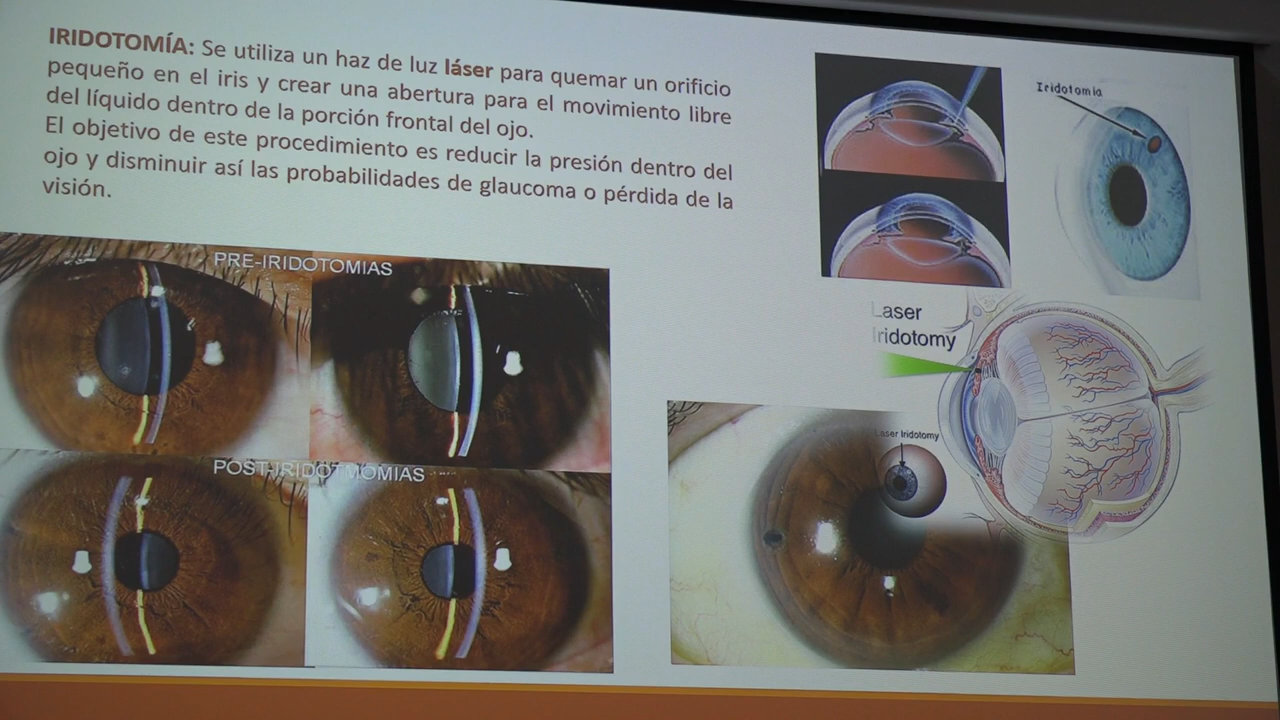 IRIDOTOMÍA: Se utiliza un haz de luz láser para quemar un orificio
pequeño en el iris y crear una abertura para el movimiento libre
del líquido dentro de la porción frontal del ojo.
El objetivo de este procedimiento es reducir la presión dentro del
ojo y disminuir así las probabilidades de glaucoma o pérdida de la
visión.
Iridotomia
PRE-IRIDOTOMIAS
Laser
Iridotomy
Laser Iridotomy
POST-IRIDOTMOMIAS